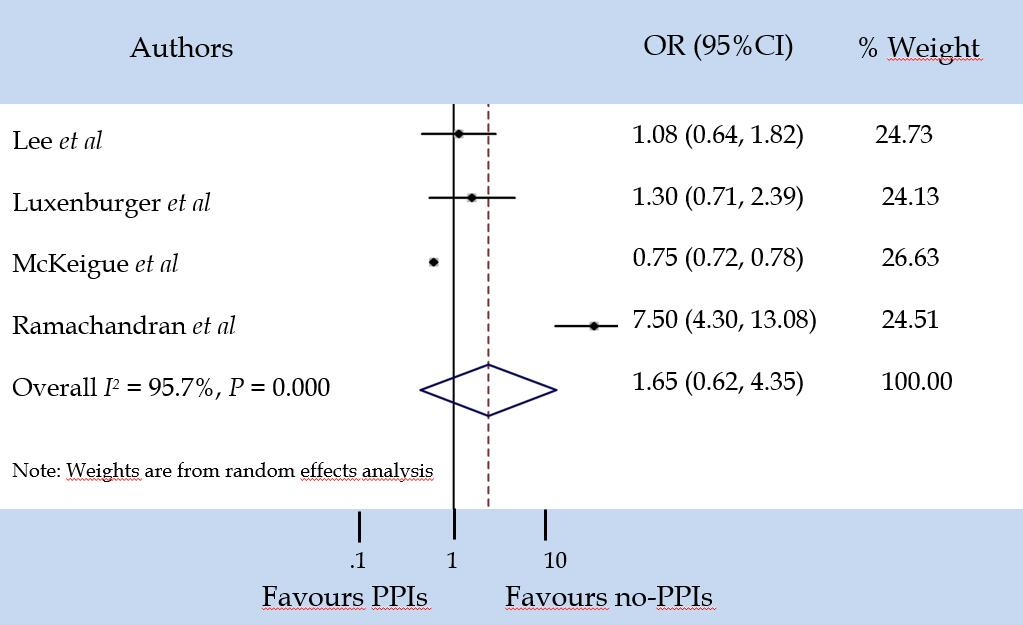 Authors OR (95%CI) % Weight
Lee et al 1.08 (0.64, 1.82) 24.73
Luxenburger et al 1.30 (0.71, 2.39) 24.13
McKeigue et al 0.75 (0.72, 0.78) 26.63
Ramachandran et al 7.50 (4.30, 13.08) 24.51
Overall I² = 95.7%, P = 0.000 1.65 (0.62, 4.35) 100.00
Note: Weights are from random effects analysis
.1 1 10
Favours PPIs Favours no-PPIs